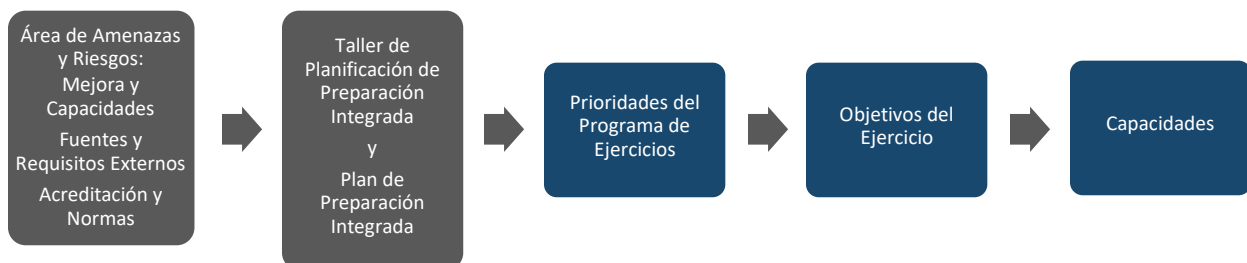 Área de Amenazas
y Riesgos:
Mejora y
Capacidades
Fuentes y
Requisitos Externos
Acreditación y
Normas
Taller de
Planificación de
Preparación
Integrada
y
Plan de
Preparación
Integrada
Prioridades del
Programa de
Ejercicios
Objetivos del
Ejercicio
Capacidades